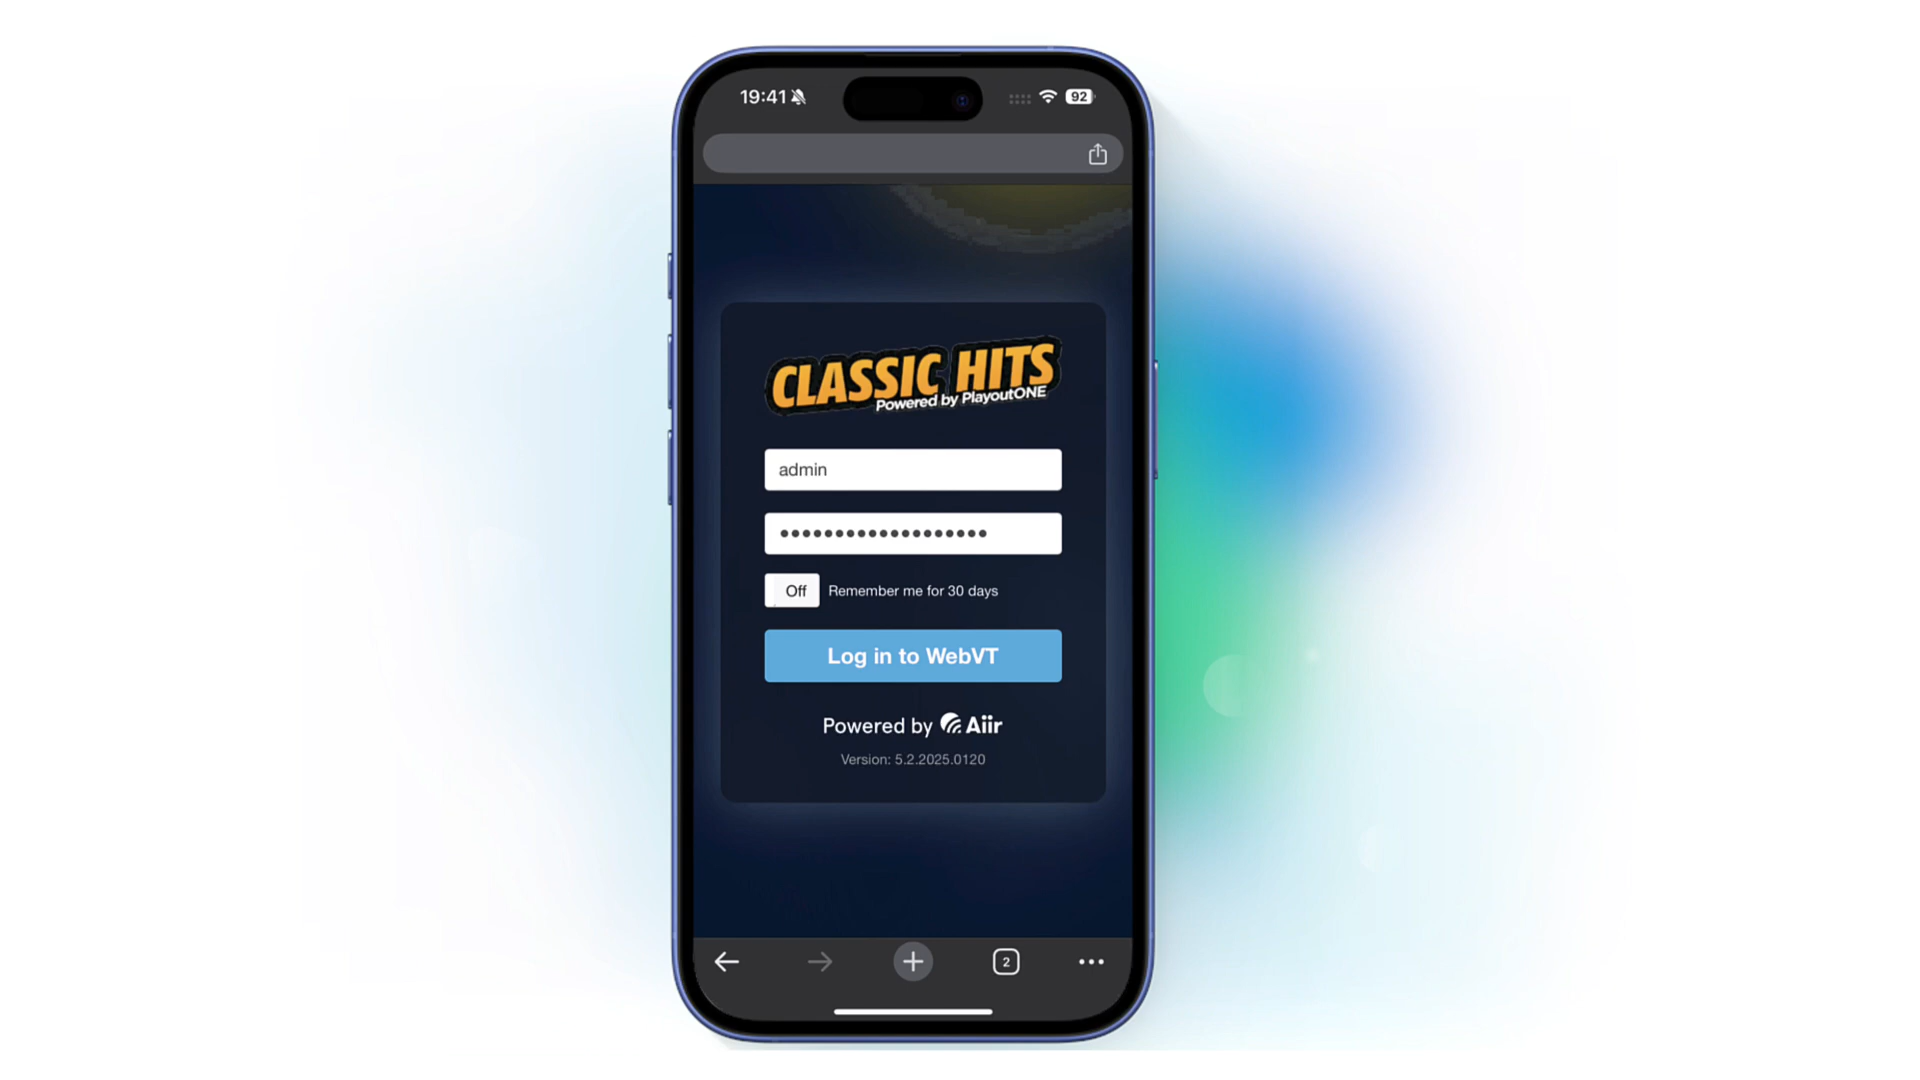 19:41
92
CLASSIC HITS
Powered by PlayoutONE
admin
Off Remember me for 30 days
Log in to WebVT
Powered by Aiir
Version: 5.2.2025.0120
2